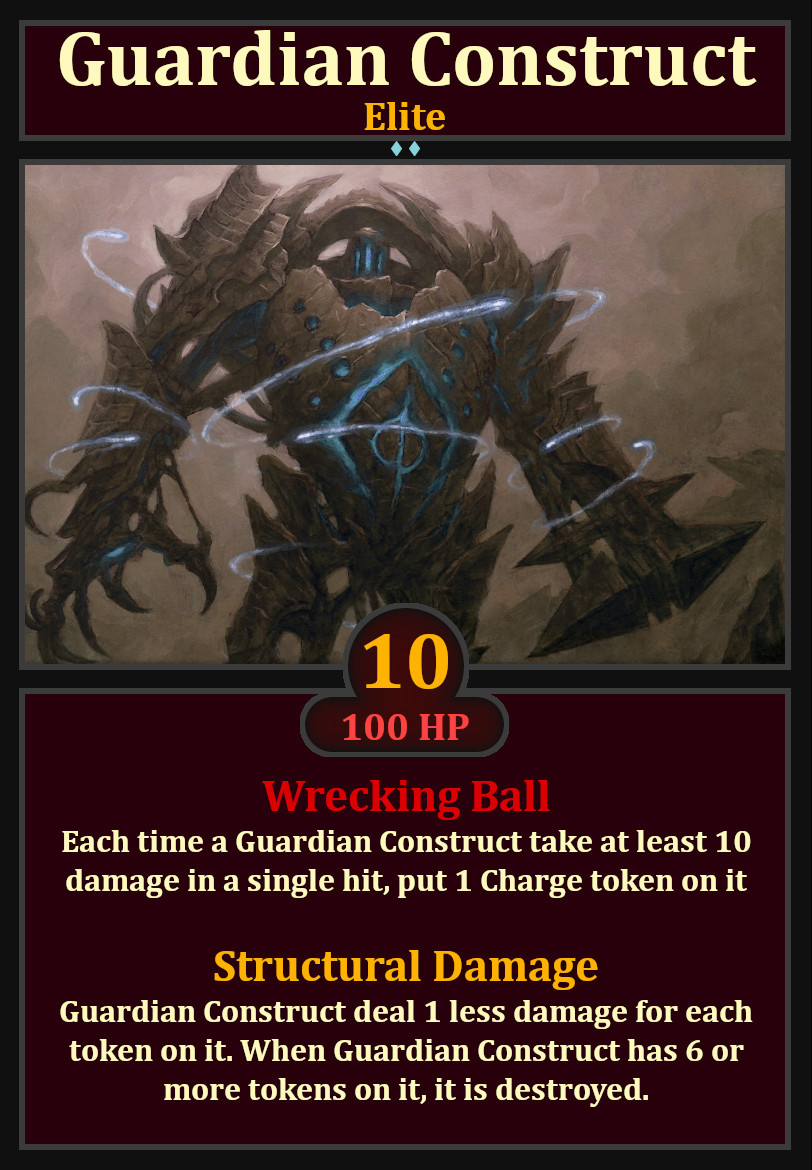 Guardian Construct
Elite
10
100 HP
Wrecking Ball
Each time a Guardian Construct take at least 10
damage in a single hit, put 1 Charge token on it
Structural Damage
Guardian Construct deal 1 less damage for each
token on it. When Guardian Construct has 6 or
more tokens on it, it is destroyed.